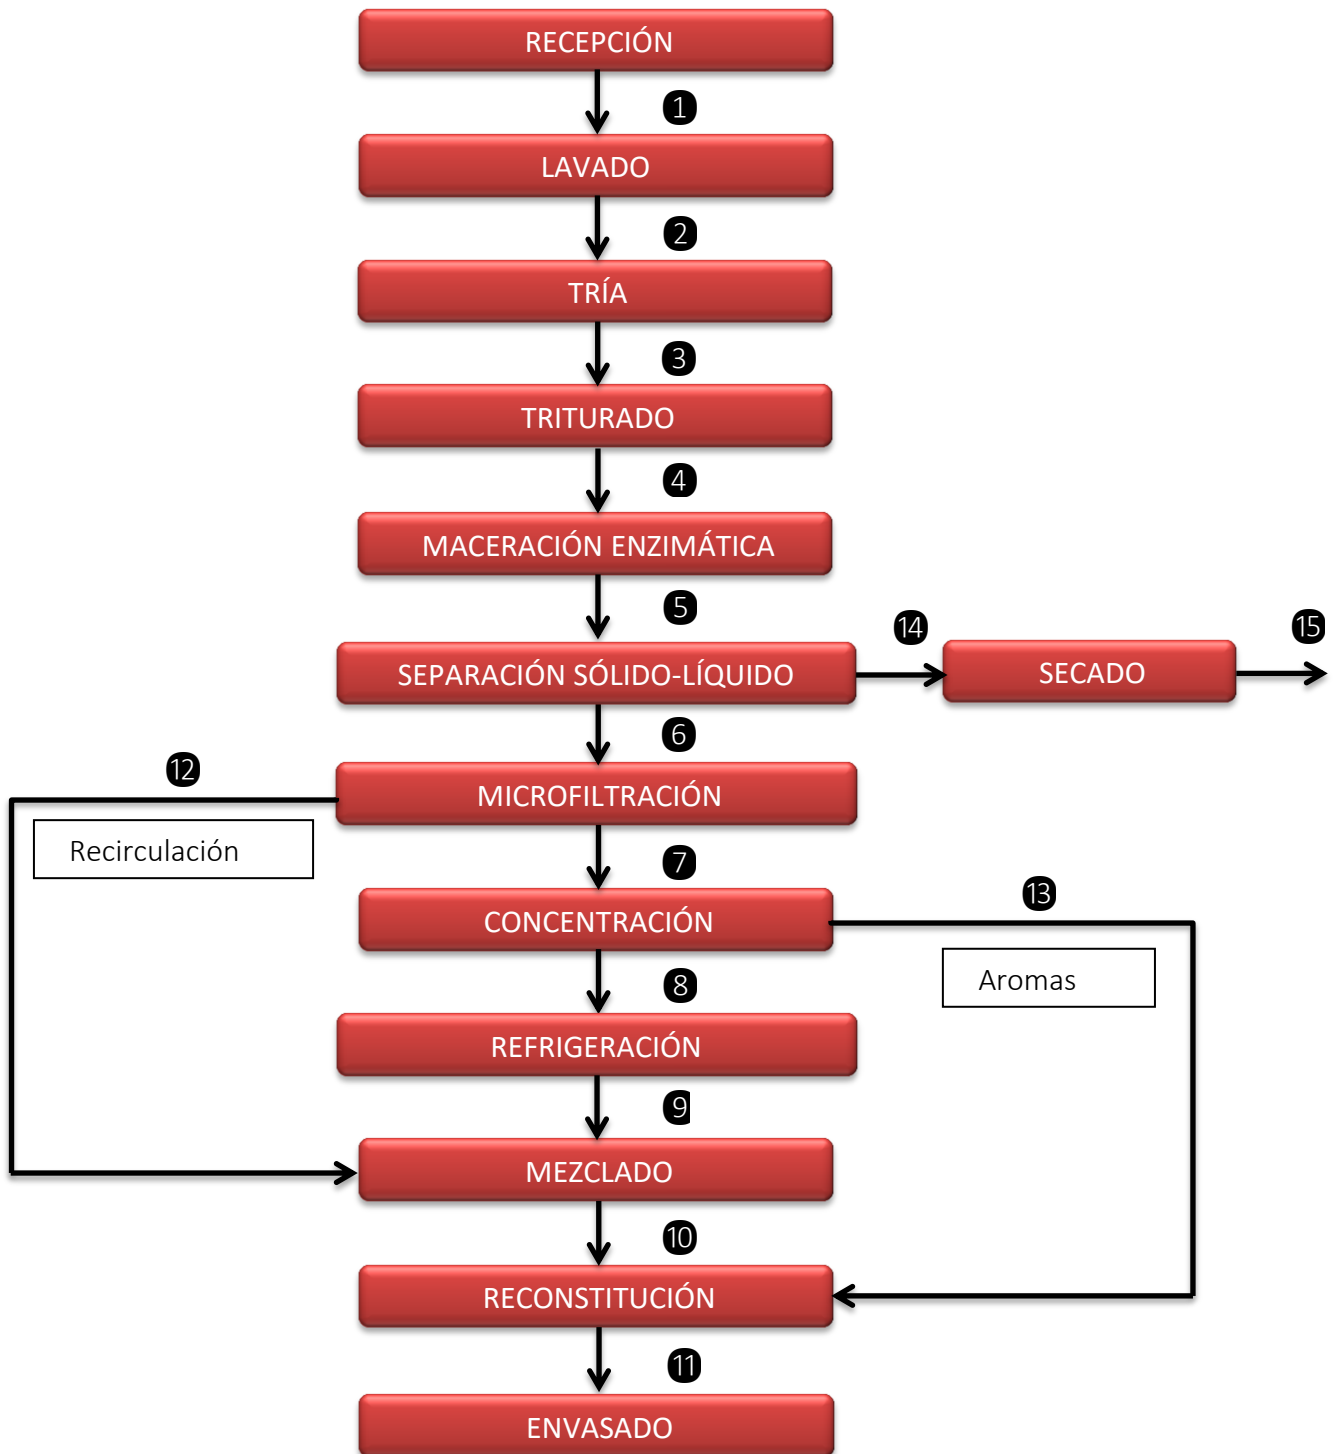 RECEPCIÓN
1
LAVADO
2
TRÍA
3
TRITURADO
4
MACERACIÓN ENZIMÁTICA
5
14
15
SEPARACIÓN SÓLIDO-LÍQUIDO
SECADO
6
12
MICROFILTRACIÓN
Recirculación
7
13
CONCENTRACIÓN
Aromas
8
REFRIGERACIÓN
9
MEZCLADO
10
RECONSTITUCIÓN
11
ENVASADO